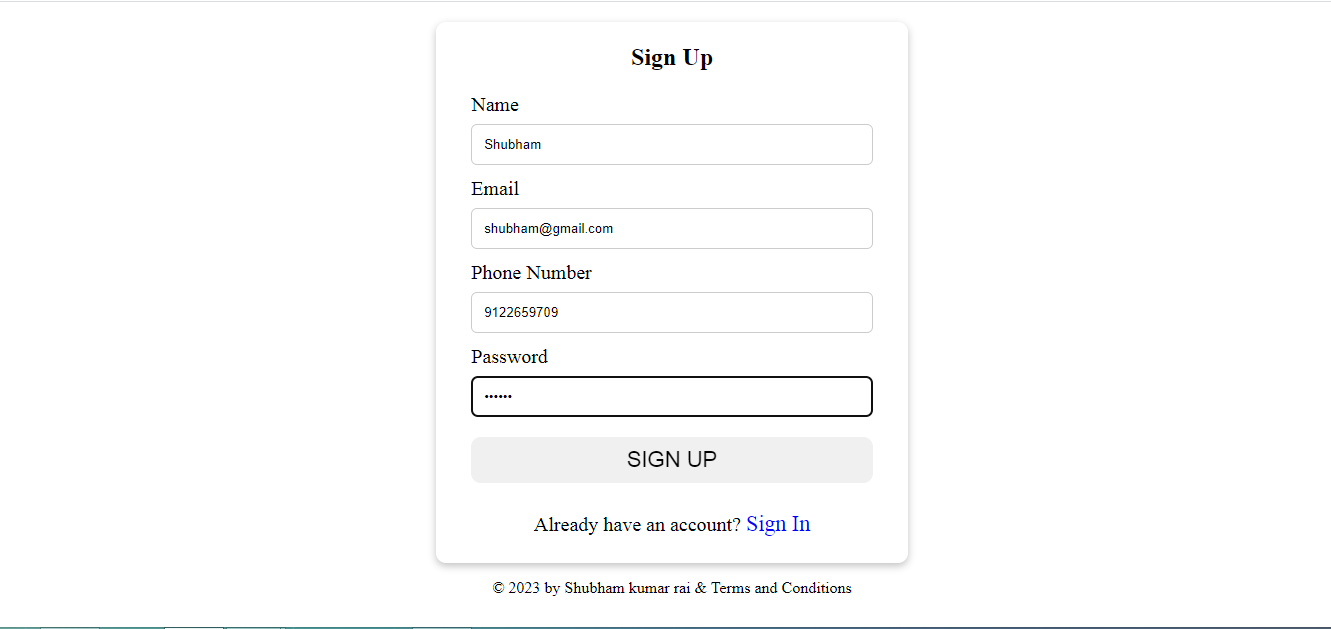 Sign Up
Name
Shubham
Email
shubham@gmail.com
Phone Number
9122659709
Password
••••••
SIGN UP
Already have an account? Sign In
© 2023 by Shubham kumar rai & Terms and Conditions